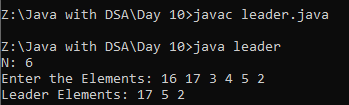 Z:\Java with DSA\Day 10>javac leader.java
Z:\Java with DSA\Day 10>java leader
N: 6
Enter the Elements: 16 17 3 4 5 2
Leader Elements: 17 5 2